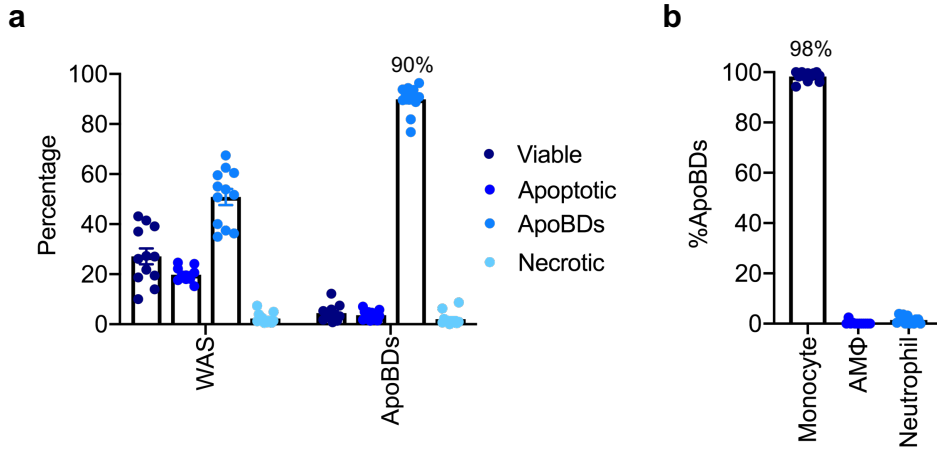 a
Percentage
100
80
60
40
20
0
90%
WAS
ApoBDs
Viable
Apoptotic
ApoBDs
Necrotic
b
%ApoBDs
100
80
60
40
20
0
98%
Monocyte
AMΦ
Neutrophil